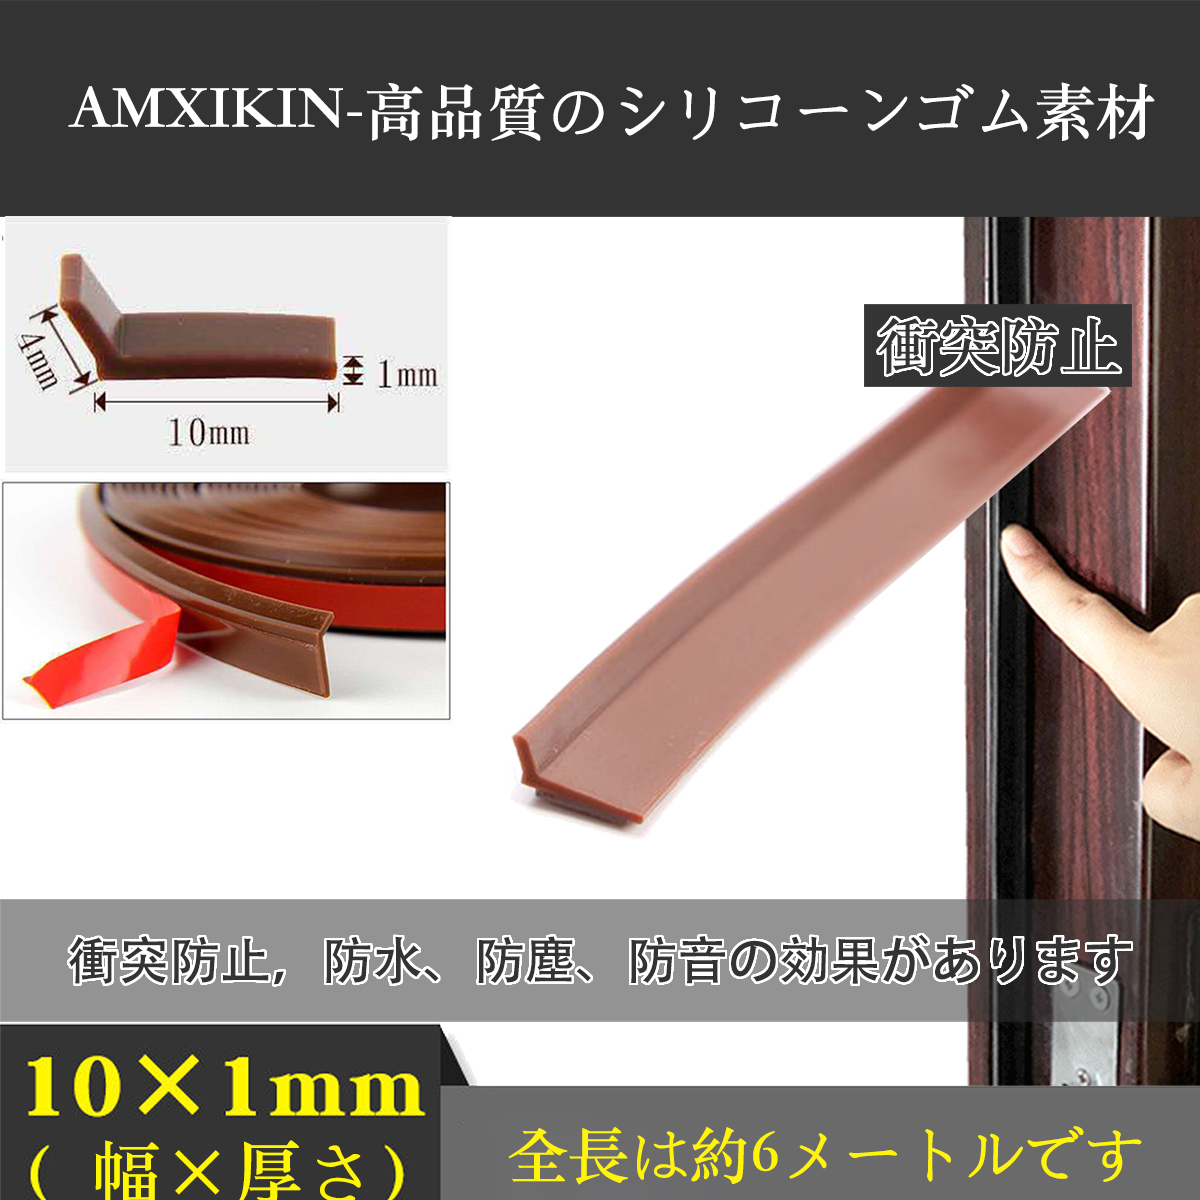 AMXIKIN-高品質のシリコーンゴム素材
4mm
1mm
10mm
衝突防止
衝突防止，防水、防塵、防音の効果があります
10×1mm
（ 幅×厚さ）
全長は約6メートルです